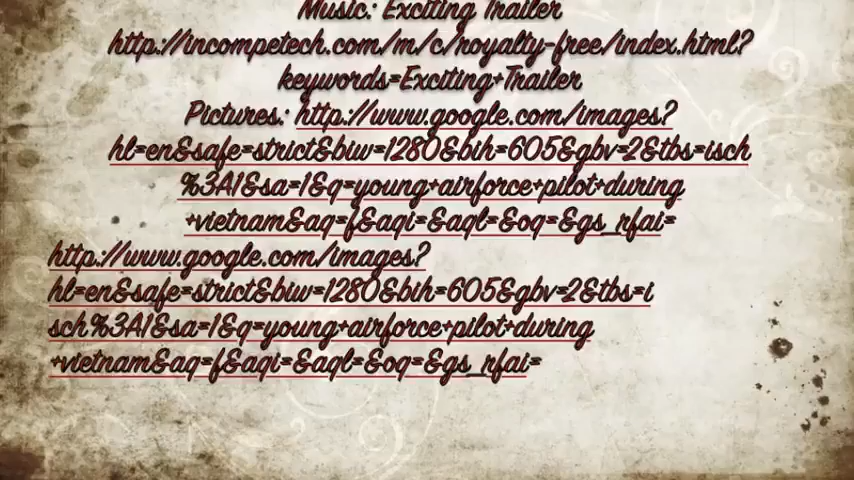 Music: Exciting Trailer
http://incompetech.com/m/c/royalty-free/index.html?
keywords=Exciting+Trailer
Pictures: http://www.google.com/images?
hl=en&safe=strict&biw=1280&bih=605&gbv=2&tbs=isch
%3A1&sa=1&q=young+airforce+pilot+during
+vietnam&aq=f&aqi=&aql=&oq=&gs_rfai=
http://www.google.com/images?
hl=en&safe=strict&biw=1280&bih=605&gbv=2&tbs=i
sch%3A1&sa=1&q=young+airforce+pilot+during
+vietnam&aq=f&aqi=&aql=&oq=&gs_rfai=